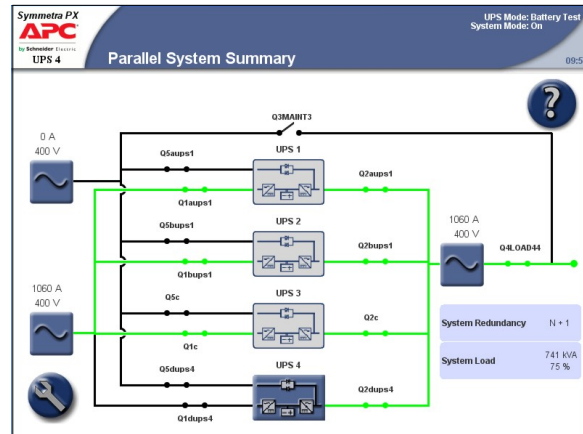 Symmetra PX
APC
by Schneider Electric
UPS 4
Parallel System Summary
UPS Mode: Battery Test
System Mode: On
09:5
?
Q3MAINT3
0 A
400 V
Q5aups1
UPS 1
Q2aups1
Q1aups1
Q5bups1
UPS 2
Q2bups1
Q1bups1
1060 A
400 V
Q4LOAD44
1060 A
400 V
Q5c
UPS 3
Q2c
Q1c
System Redundancy N + 1
System Load 741 kVA
75 %
Q5dups4
UPS 4
Q2dups4
Q1dups4